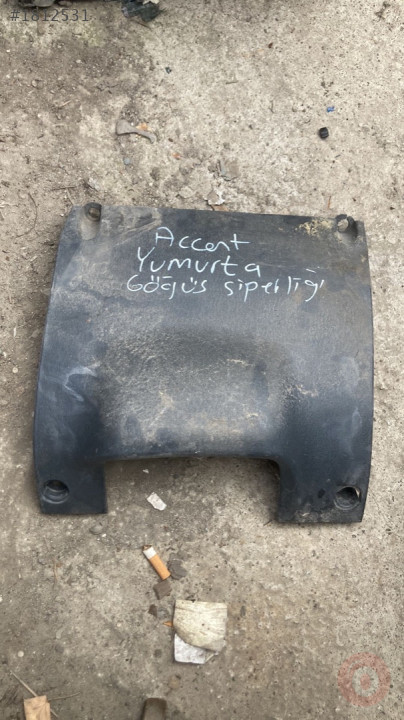 #1812531
Accent
Yumurta
Göğüs siperliği